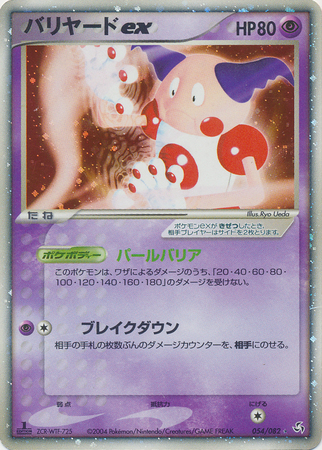 バリヤードex HP80
たね
Illus.Ryo Ueda
ポケモンexがきぜつしたとき、
相手プレイヤーはサイドを2枚とります。
ポケボディー パールバリア
このポケモンは、ワザによるダメージのうち、「20・40・60・80・
100・120・140・160・180」のダメージを受けない。
ブレイクダウン
相手の手札の枚数ぶんのダメージカウンターを、相手にのせる。
弱点 抵抗力 にげる
1
ZCR-WTF-725 ©2004 Pokémon/Nintendo/Creatures/GAME FREAK 054/082